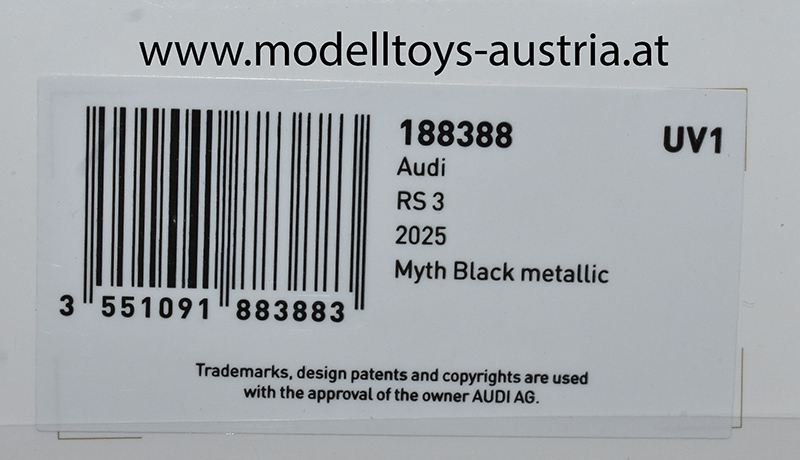 www.modelltoys-austria.at
188388 UV1
Audi
RS 3
2025
Myth Black metallic
3 551091 883883
Trademarks, design patents and copyrights are used
with the approval of the owner AUDI AG.